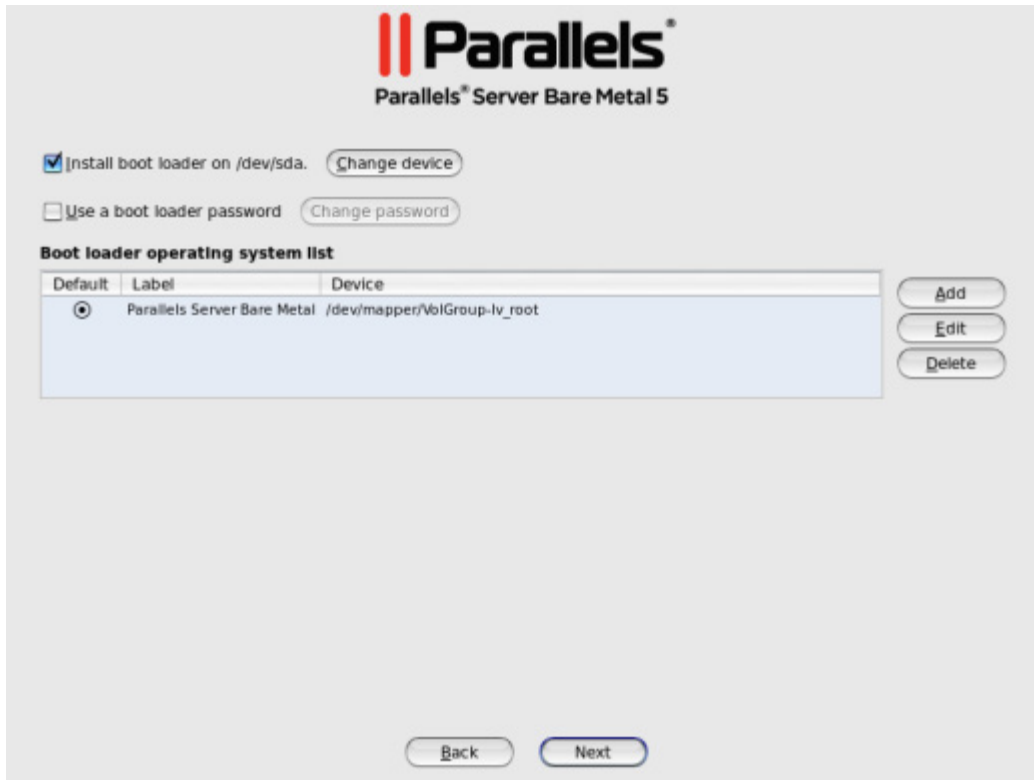 Parallels®
Parallels® Server Bare Metal 5
Install boot loader on /dev/sda. Change device
Use a boot loader password Change password
Boot loader operating system list
Default Label Device
Parallels Server Bare Metal /dev/mapper/VolGroup-lv_root
Add
Edit
Delete
Back Next